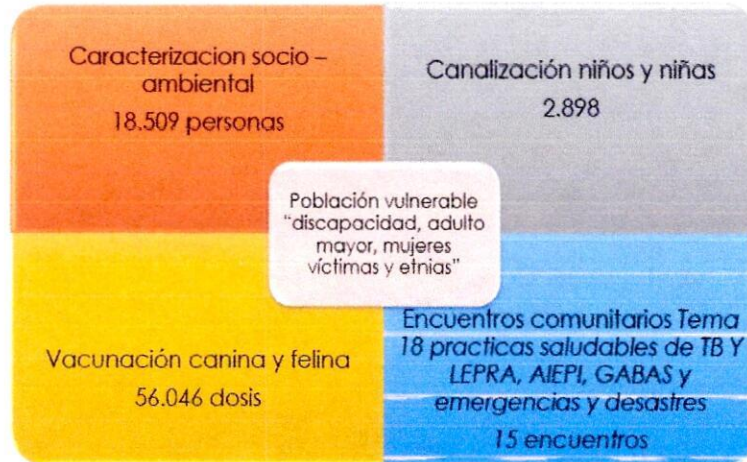 Caracterizacion socio –
ambiental
18.509 personas
Canalización niños y niñas
2.898
Población vulnerable
"discapacidad, adulto
mayor, mujeres
víctimas y etnias"
Vacunación canina y felina
56.046 dosis
Encuentros comunitarios Tema
18 practicas saludables de TB Y
LEPRA, AIEPI, GABAS y
emergencias y desastres
15 encuentros